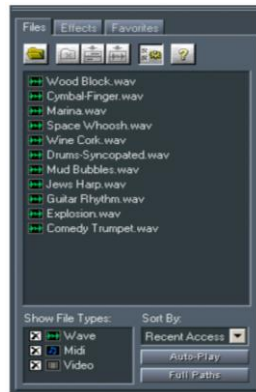 Files Effects Favorites
?
Wood Block.wav
Cymbal-Finger.wav
Marina.wav
Space Whoosh.wav
Wine Cork.wav
Drums-Syncopated.wav
Mud Bubbles.wav
Jews Harp.wav
Guitar Rhythm.wav
Explosion.wav
Comedy Trumpet.wav
Show File Types: Sort By:
Wave Recent Access
Midi Auto-Play
Video Full Paths